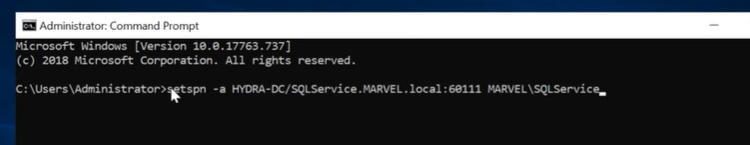 Administrator: Command Prompt
Microsoft Windows [Version 10.0.17763.737]
(c) 2018 Microsoft Corporation. All rights reserved.
C:\Users\Administrator>setspn -a HYDRA-DC/SQLService.MARVEL.local:60111 MARVEL\SQLService_